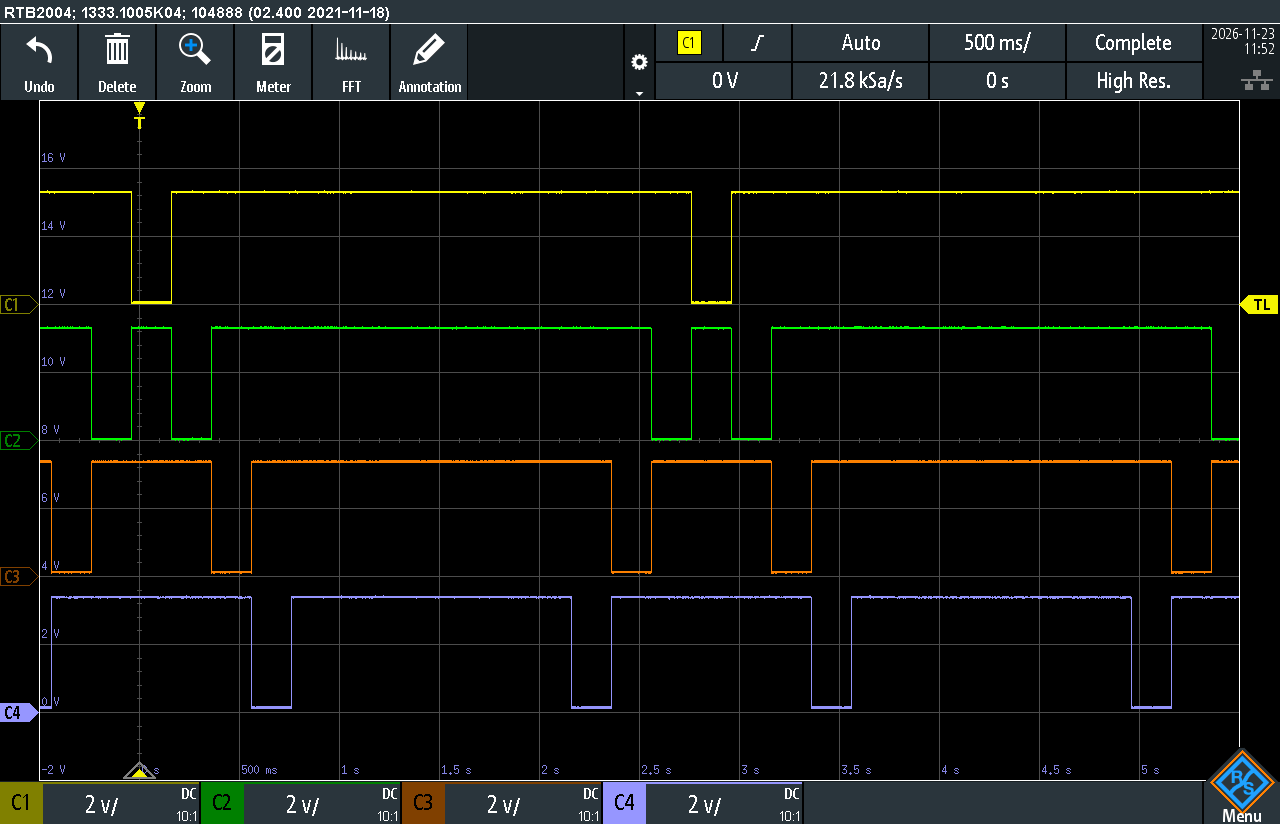 RTB2004; 1333.1005K04; 104888 (02.400 2021-11-18)
Undo
Delete
Zoom
Meter
FFT
Annotation
C1
Auto
500 ms/
Complete
0 V
21.8 kSa/s
0 s
High Res.
2026-11-23
11:52
T
16 V
14 V
12 V
C1
TL
10 V
8 V
C2
6 V
4 V
C3
2 V
0 V
C4
-2 V
0 s
500 ms
1 s
1.5 s
2 s
2.5 s
3 s
3.5 s
4 s
4.5 s
5 s
C1
2 V/
DC
10:1
C2
2 V/
DC
10:1
C3
2 V/
DC
10:1
C4
2 V/
DC
10:1
R
S
Menu